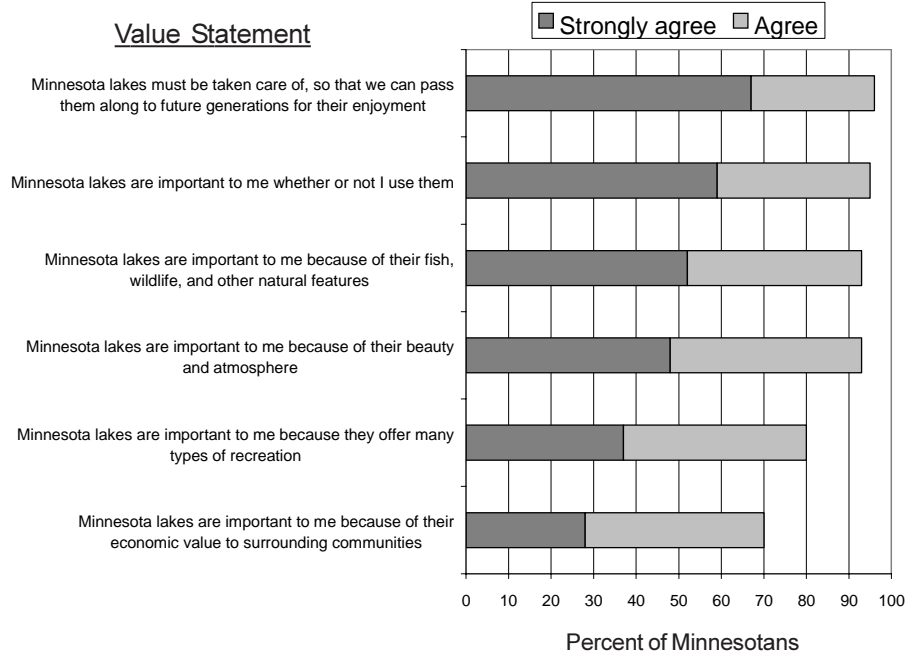 Value Statement
Strongly agree Agree
Minnesota lakes must be taken care of, so that we can pass
them along to future generations for their enjoyment
Minnesota lakes are important to me whether or not I use them
Minnesota lakes are important to me because of their fish,
wildlife, and other natural features
Minnesota lakes are important to me because of their beauty
and atmosphere
Minnesota lakes are important to me because they offer many
types of recreation
Minnesota lakes are important to me because of their
economic value to surrounding communities
0 10 20 30 40 50 60 70 80 90 100
Percent of Minnesotans